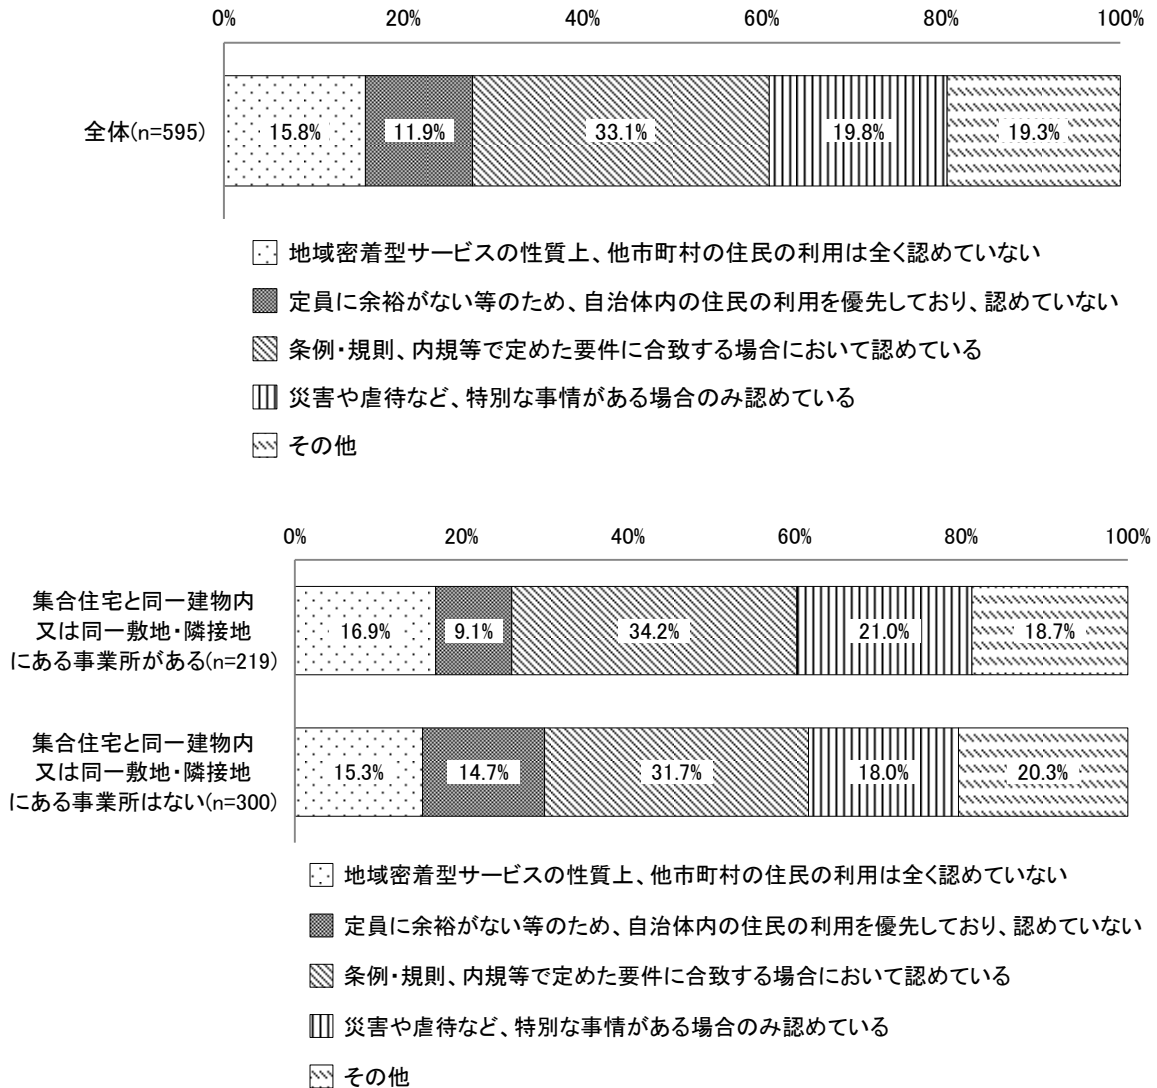 0% 20% 40% 60% 80% 100%
全体(n=595) 15.8% 11.9% 33.1% 19.8% 19.3%
地域密着型サービスの性質上、他市町村の住民の利用は全く認めていない
定員に余裕がない等のため、自治体内の住民の利用を優先しており、認めていない
条例・規則、内規等で定めた要件に合致する場合において認めている
災害や虐待など、特別な事情がある場合のみ認めている
その他
0% 20% 40% 60% 80% 100%
集合住宅と同一建物内
又は同一敷地・隣接地
にある事業所がある(n=219)
16.9% 9.1% 34.2% 21.0% 18.7%
集合住宅と同一建物内
又は同一敷地・隣接地
にある事業所はない(n=300)
15.3% 14.7% 31.7% 18.0% 20.3%
地域密着型サービスの性質上、他市町村の住民の利用は全く認めていない
定員に余裕がない等のため、自治体内の住民の利用を優先しており、認めていない
条例・規則、内規等で定めた要件に合致する場合において認めている
災害や虐待など、特別な事情がある場合のみ認めている
その他